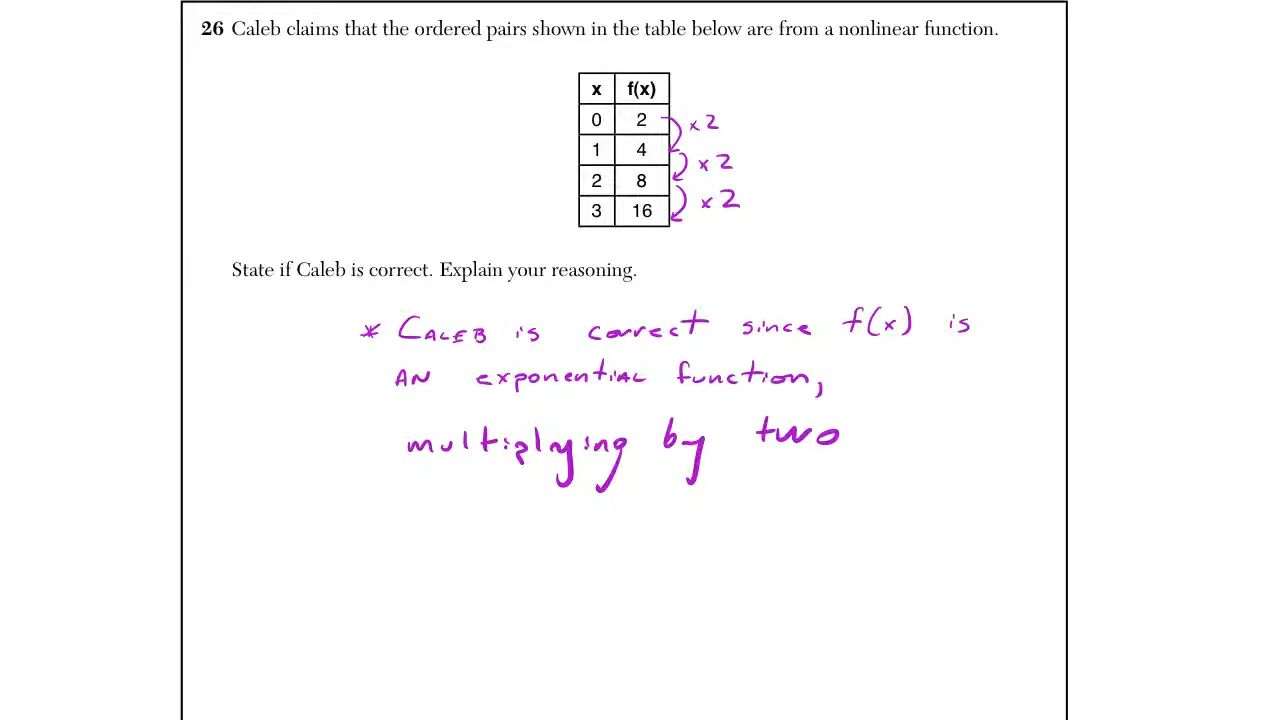 26 Caleb claims that the ordered pairs shown in the table below are from a nonlinear function.
x f(x)
0 2
x 2
1 4
x 2
2 8
x 2
3 16
State if Caleb is correct. Explain your reasoning.
* CALEB is correct since f(x) is
AN exponentiAL function,
multiplying by two